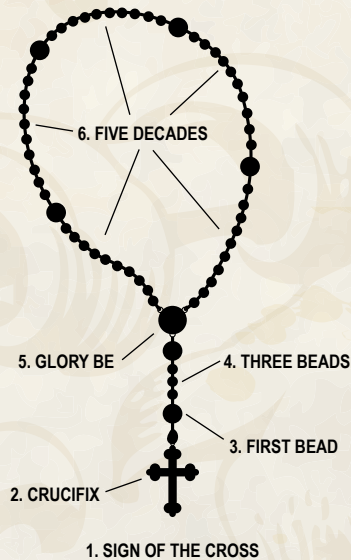 6. FIVE DECADES
5. GLORY BE
4. THREE BEADS
3. FIRST BEAD
2. CRUCIFIX
1. SIGN OF THE CROSS